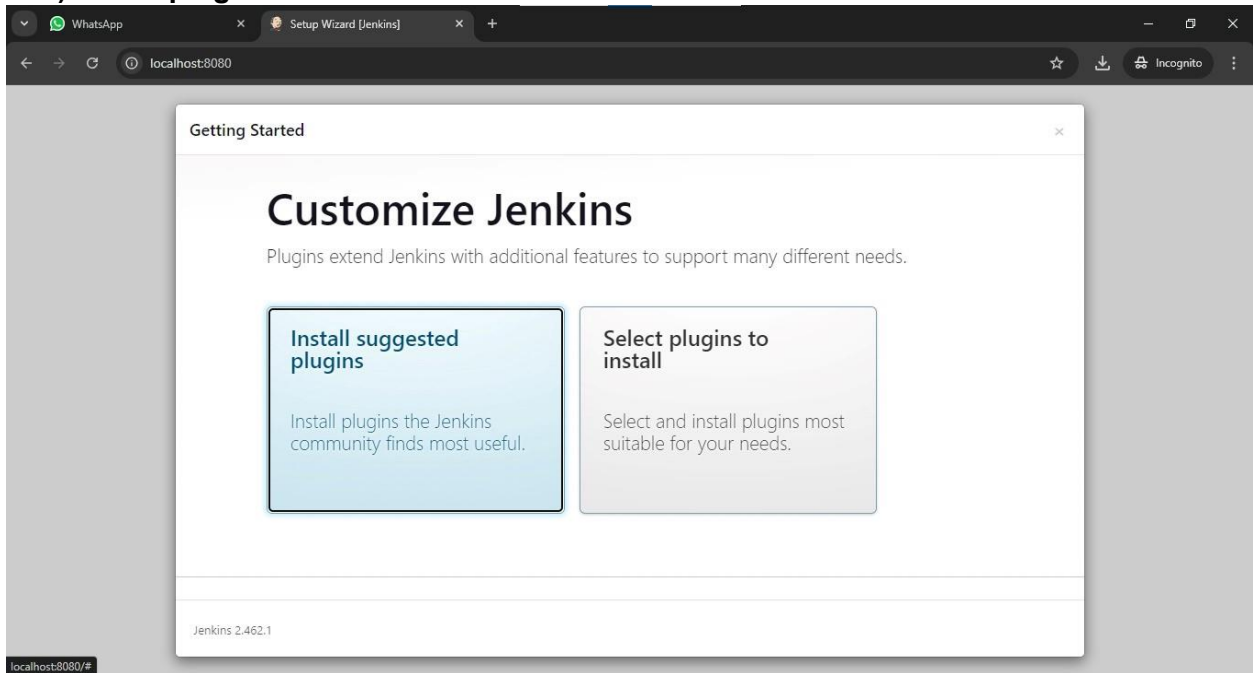 WhatsApp
Setup Wizard [Jenkins]
localhost:8080
Incognito
Getting Started
Customize Jenkins
Plugins extend Jenkins with additional features to support many different needs.
Install suggested
plugins
Install plugins the Jenkins
community finds most useful.
Select plugins to
install
Select and install plugins most
suitable for your needs.
Jenkins 2.462.1
localhost:8080/#